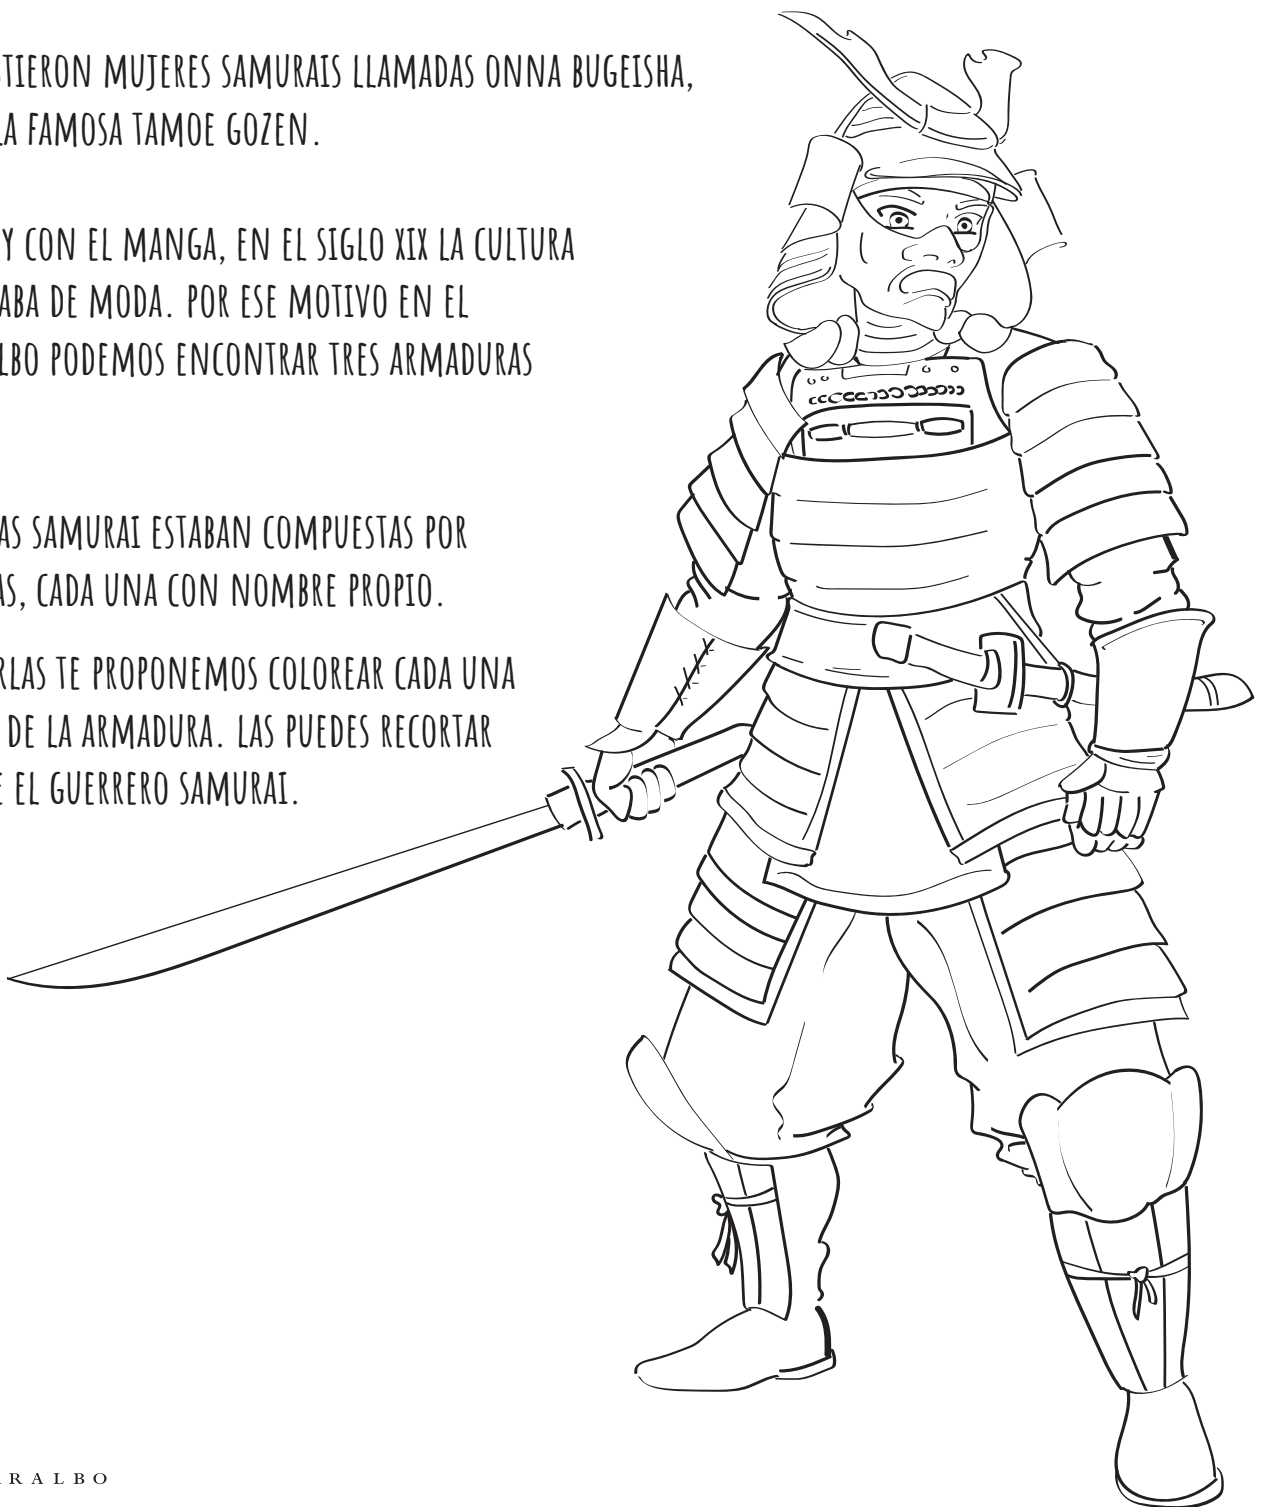 STIERON MUJERES SAMURAIS LLAMADAS ONNA BUGEISHA,
LA FAMOSA TAMOE GOZEN.
Y CON EL MANGA, EN EL SIGLO XIX LA CULTURA
ABA DE MODA. POR ESE MOTIVO EN EL
LBO PODEMOS ENCONTRAR TRES ARMADURAS
AS SAMURAI ESTABAN COMPUESTAS POR
AS, CADA UNA CON NOMBRE PROPIO.
RLAS TE PROPONEMOS COLOREAR CADA UNA
DE LA ARMADURA. LAS PUEDES RECORTAR
E EL GUERRERO SAMURAI.
RALBO